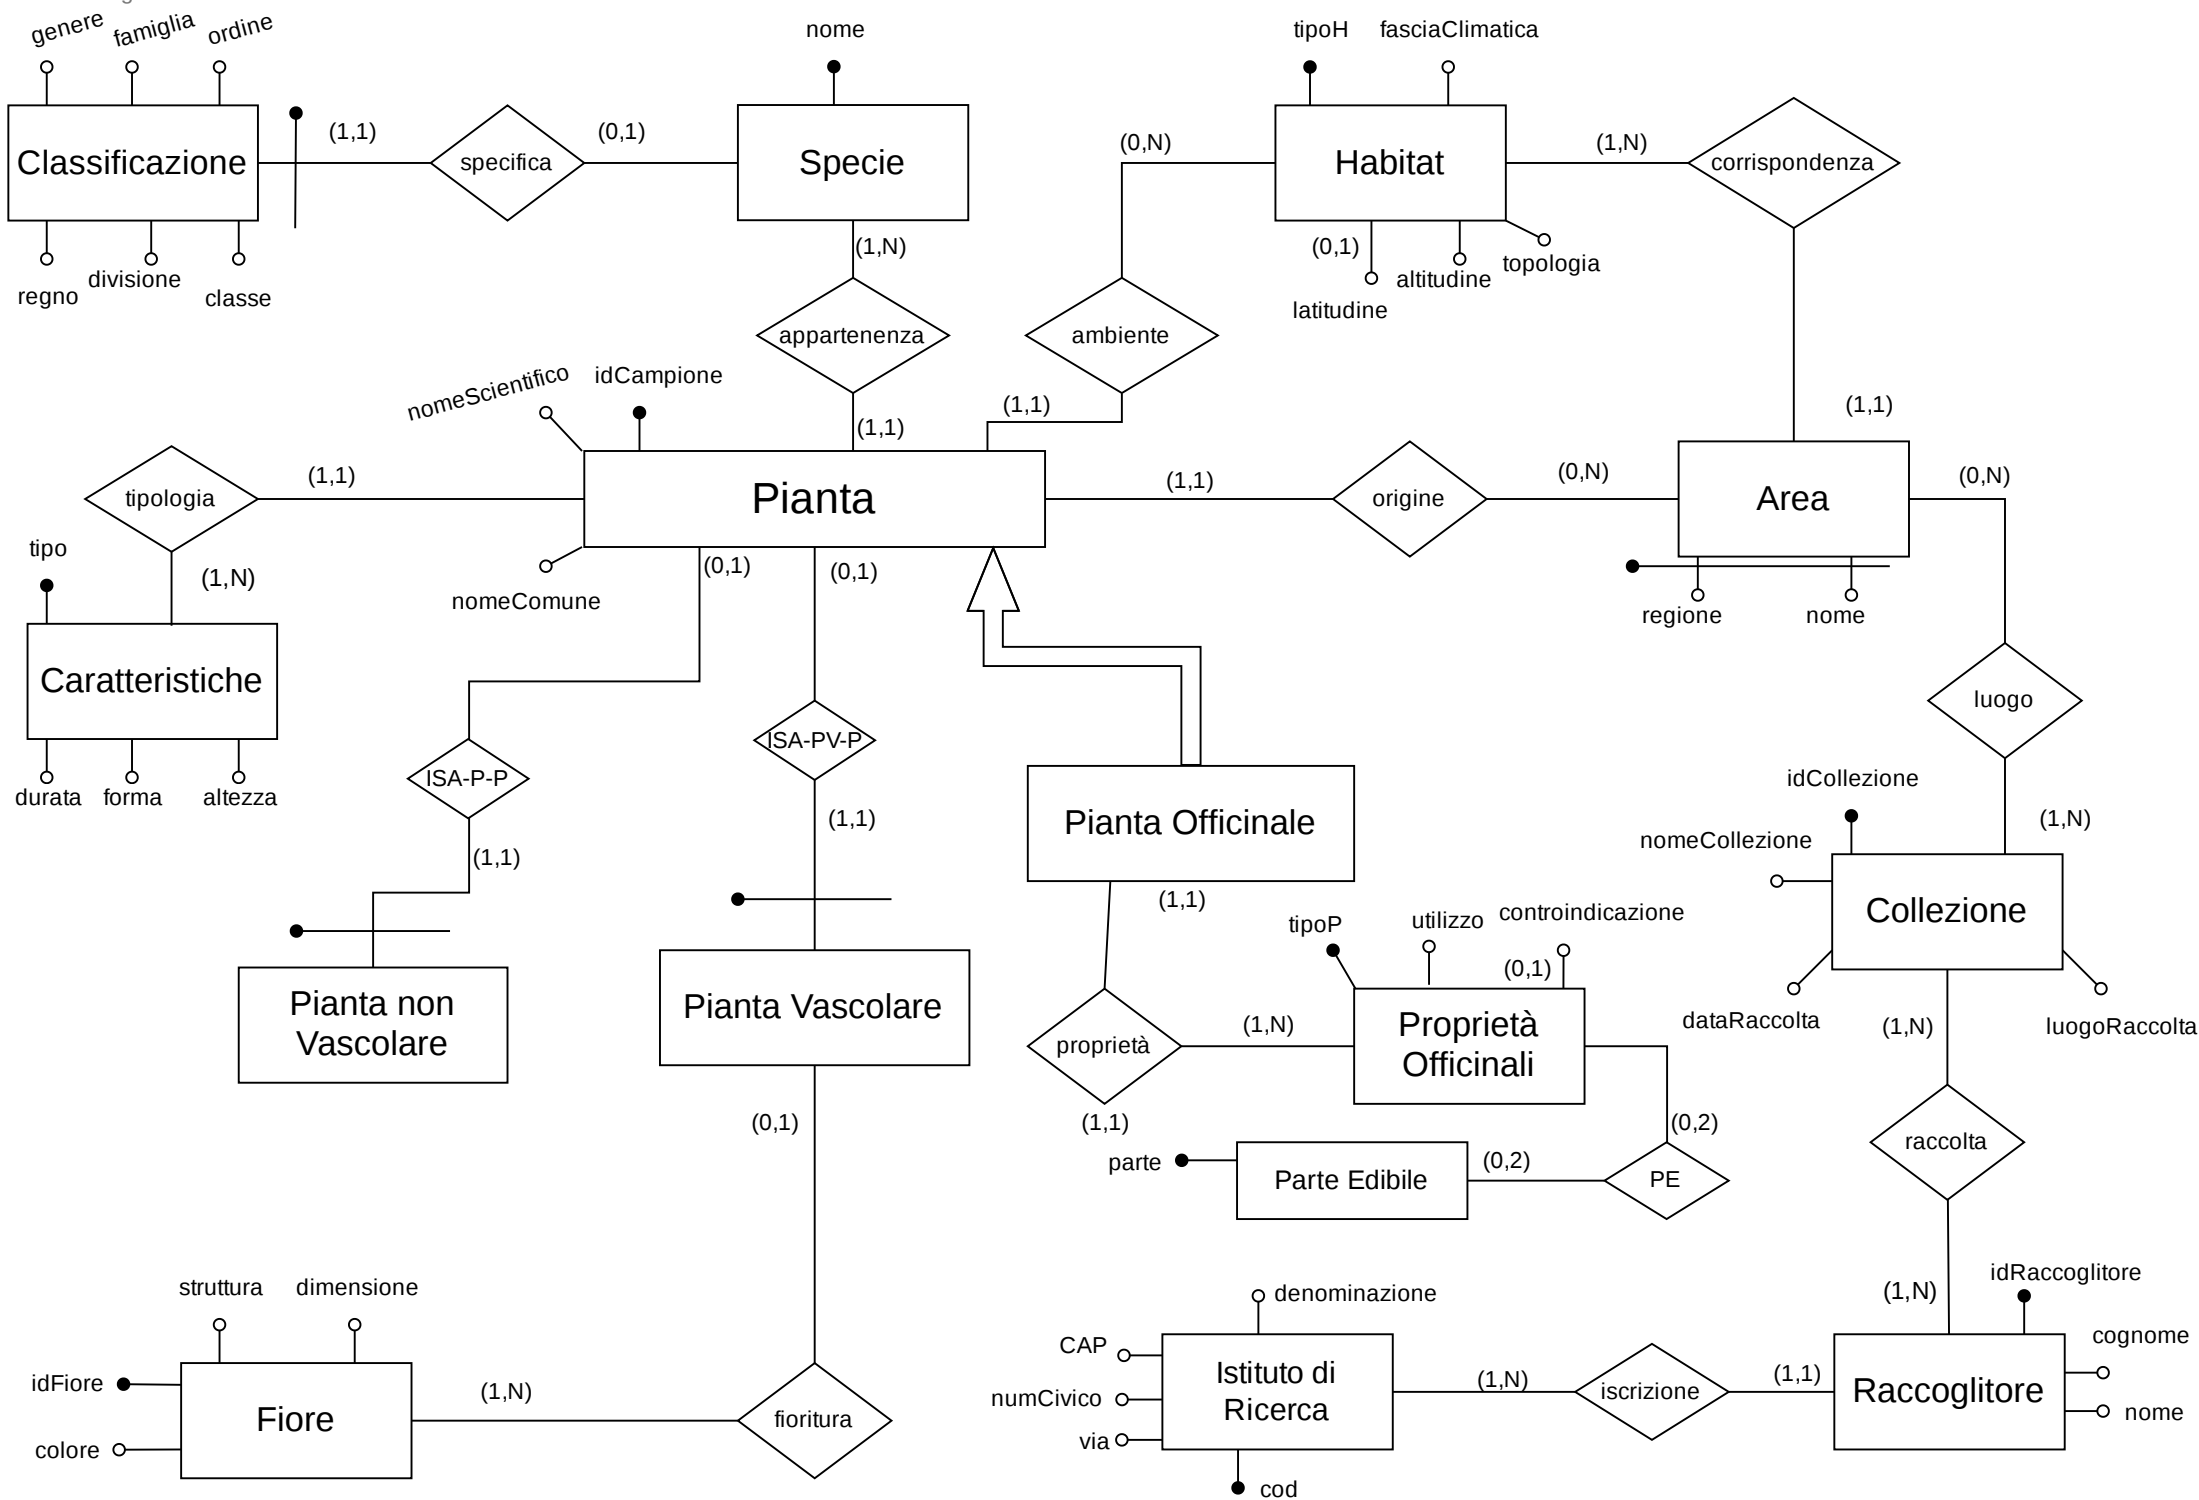 genere
famiglia
ordine
nome
tipoH
fasciaClimatica
(1,1)
(0,1)
(0,N)
(1,N)
Classificazione
specifica
Specie
Habitat
corrispondenza
(1,N)
(0,1)
topologia
regno
divisione
classe
altitudine
latitudine
appartenenza
ambiente
nomeScientifico
idCampione
(1,1)
(1,1)
(1,1)
tipologia
(1,1)
Pianta
(1,1)
origine
(0,N)
Area
(0,N)
tipo
(1,N)
(0,1)
(0,1)
nomeComune
regione
nome
Caratteristiche
luogo
durata
forma
altezza
ISA-P-P
ISA-PV-P
idCollezione
(1,1)
Pianta Officinale
nomeCollezione
(1,N)
(1,1)
(1,1)
tipoP
utilizzo
controindicazione
Collezione
(0,1)
Pianta non
Vascolare
Pianta Vascolare
proprietà
(1,N)
Proprietà
Officinali
dataRaccolta
(1,N)
luogoRaccolta
(0,1)
(1,1)
(0,2)
parte
Parte Edibile
(0,2)
PE
raccolta
struttura
dimensione
denominazione
(1,N)
idRaccoglitore
CAP
cognome
idFiore
(1,N)
numCivico
Istituto di
Ricerca
(1,N)
iscrizione
(1,1)
Raccoglitore
nome
Fiore
fioritura
colore
via
cod